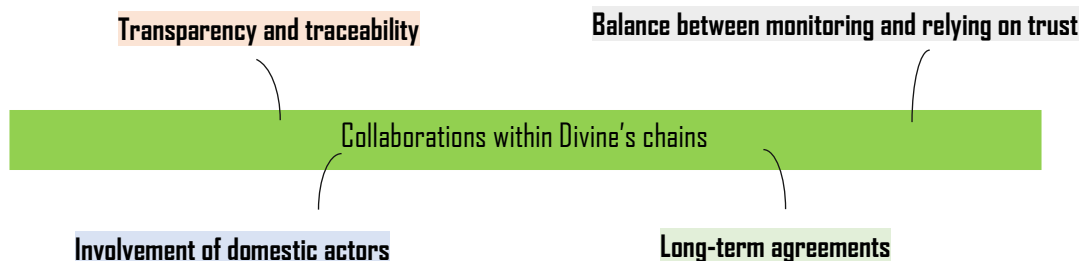 Transparency and traceability
Balance between monitoring and relying on trust
Collaborations within Divine's chains
Involvement of domestic actors
Long-term agreements